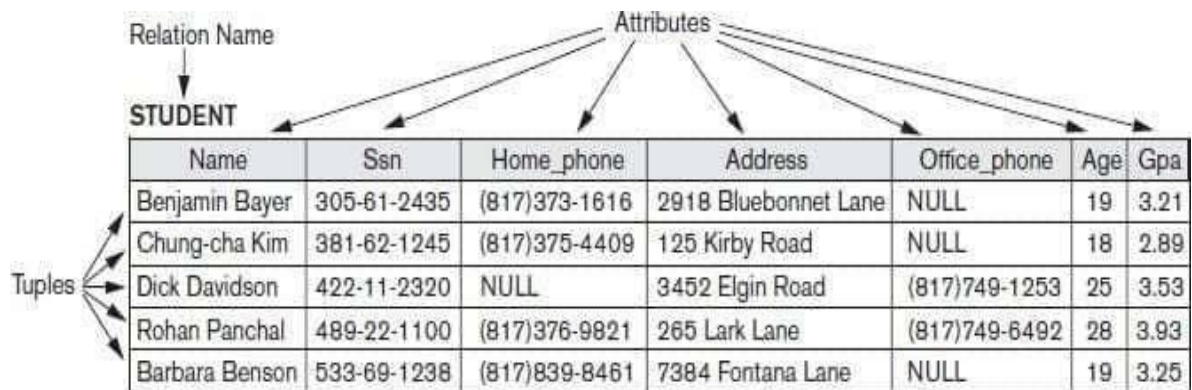 Attributes
Relation Name
STUDENT
Name Ssn Home_phone Address Office_phone Age Gpa
Benjamin Bayer 305-61-2435 (817)373-1616 2918 Bluebonnet Lane NULL 19 3.21
Chung-cha Kim 381-62-1245 (817)375-4409 125 Kirby Road NULL 18 2.89
Tuples Dick Davidson 422-11-2320 NULL 3452 Elgin Road (817)749-1253 25 3.53
Rohan Panchal 489-22-1100 (817)376-9821 265 Lark Lane (817)749-6492 28 3.93
Barbara Benson 533-69-1238 (817)839-8461 7384 Fontana Lane NULL 19 3.25